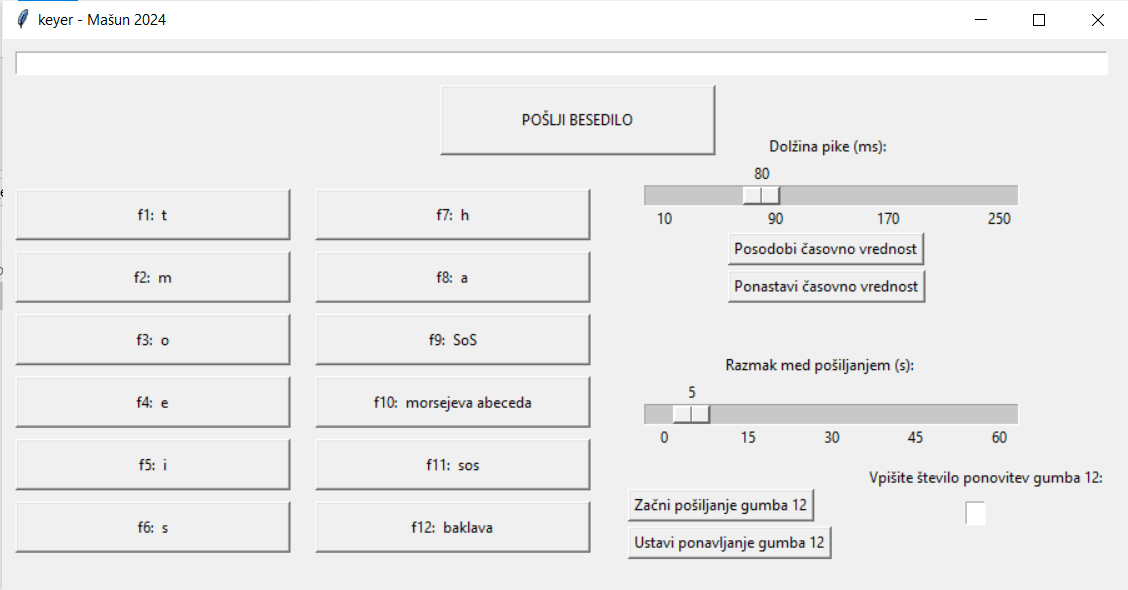 keyer - Mašun 2024
POŠLJI BESEDILO
Dolžina pike (ms):
80
10 90 170 250
Posodobi časovno vrednost
Ponastavi časovno vrednost
f1: t
f7: h
f2: m
f8: a
f3: o
f9: SoS
f4: e
f10: morsejeva abeceda
f5: i
f11: sos
f6: s
f12: baklava
Razmak med pošiljanjem (s):
5
0 15 30 45 60
Vpišite število ponovitev gumba 12:
Začni pošiljanje gumba 12
Ustavi ponavljanje gumba 12